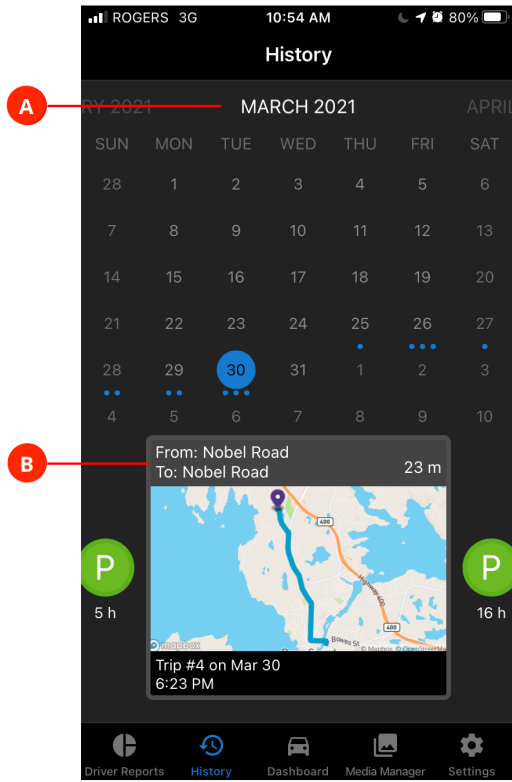 ROGERS 3G 10:54 AM 80%
History
A
RY 2021 MARCH 2021 APRIL
SUN MON TUE WED THU FRI SAT
28 1 2 3 4 5 6
7 8 9 10 11 12 13
14 15 16 17 18 19 20
21 22 23 24 25 26 27
28 29 30 31 1 2 3
4 5 6 7 8 9 10
B
From: Nobel Road
To: Nobel Road 23 m
400
Highway 400
P
P
5 h
16 h
400
Bowes St
mapbox
© Mapbox © OpenStreetMap
Trip #4 on Mar 30
6:23 PM
Driver Reports History Dashboard Media Manager Settings